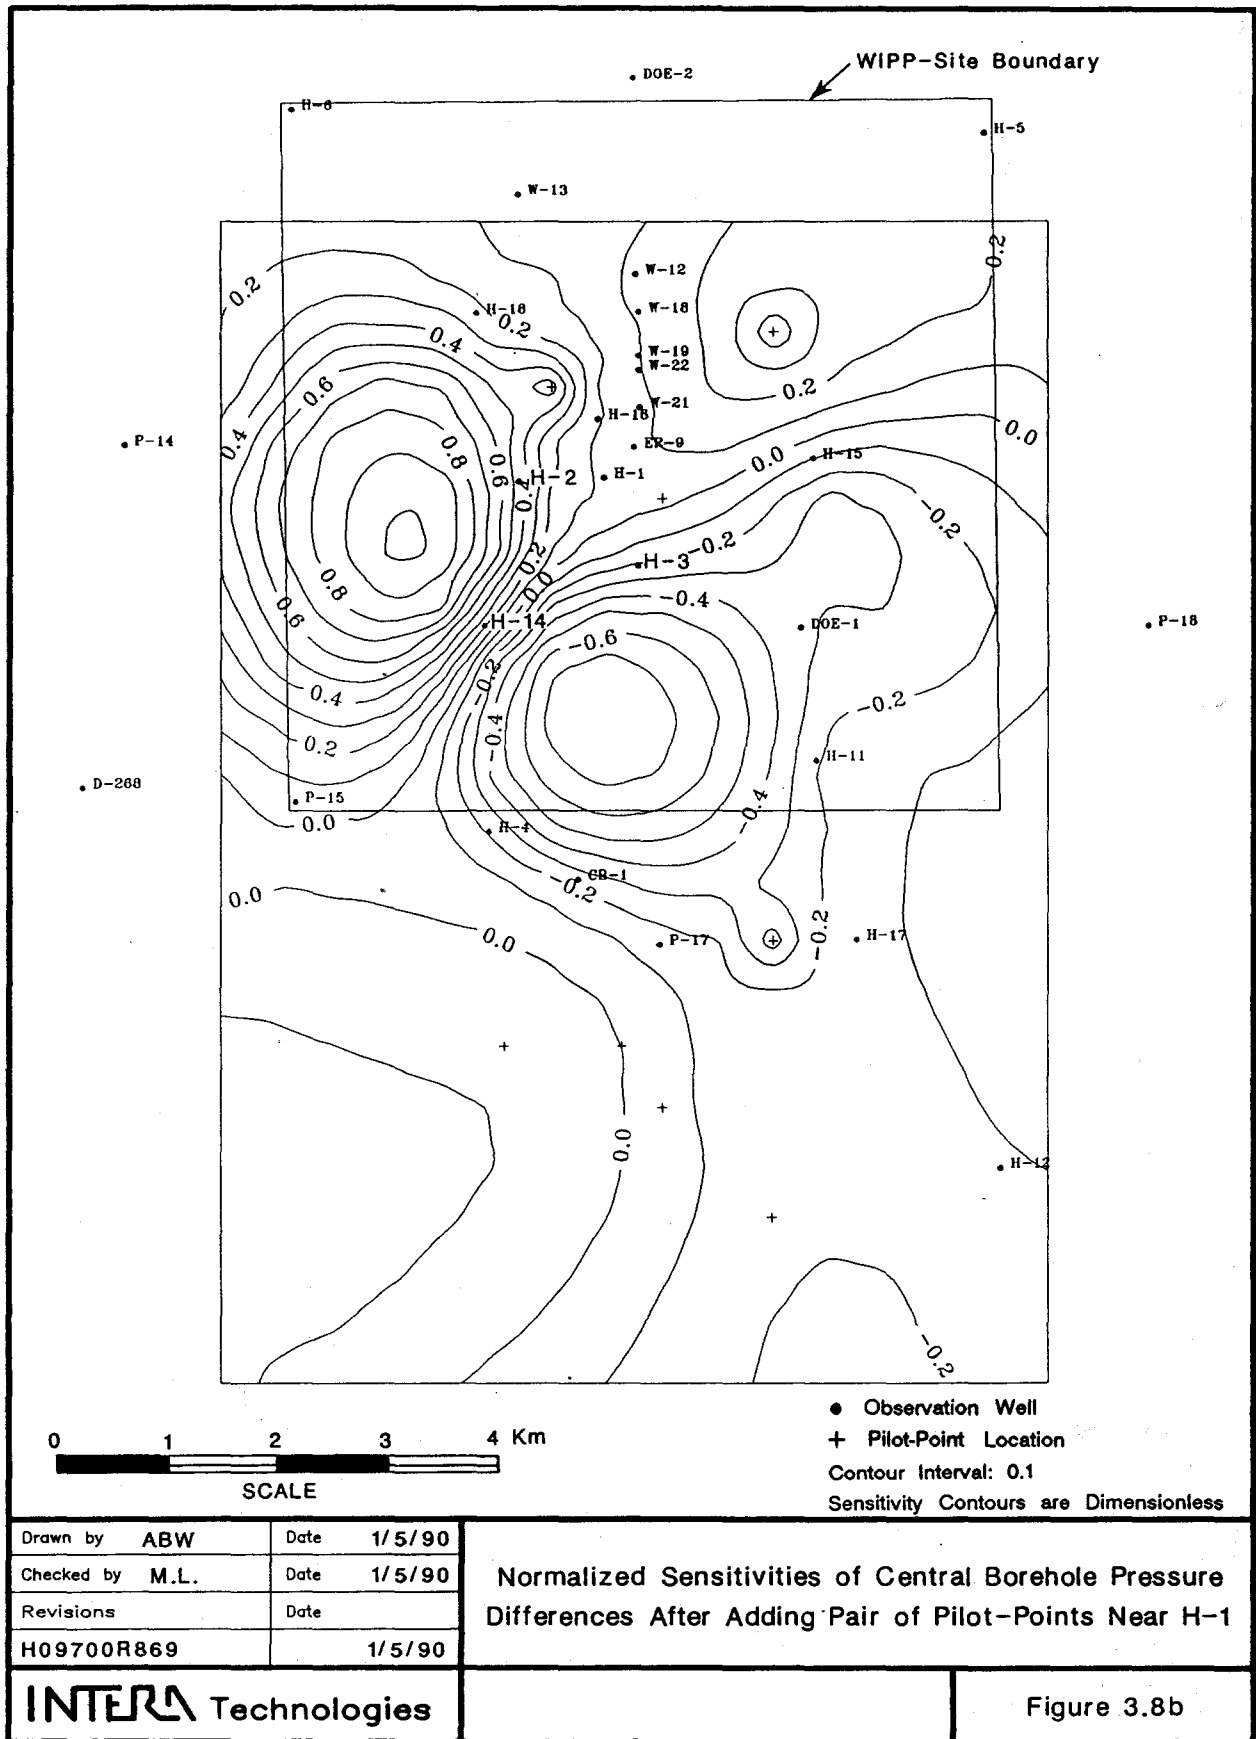 DOE-2
WIPP-Site Boundary
H-6
H-5
W-13
0.2
W-12
0.2
H-18
W-18
0.2
0.4
W-19
W-22
0.6
0.2
W-21
H-16
0.4
P-14
0.8
ER-9
0.0
0.0
H-15
0.6
H-2
H-1
0.4
-0.2
-0.2
0.2
H-3
0.0
0.8
-0.4
0.6
H-14
DOE-1
P-18
-0.6
-0.2
0.4
-0.2
-0.4
0.2
H-11
D-268
P-15
-0.4
0.0
H-4
CB-1
-0.2
0.0
-0.2
0.0
P-17
H-17
0.0
H-12
-0.2
0 1 2 3 4 Km
SCALE
● Observation Well
+ Pilot-Point Location
Contour Interval: 0.1
Sensitivity Contours are Dimensionless
Drawn by ABW Date 1/5/90
Checked by M.L. Date 1/5/90
Revisions Date
H09700R869 1/5/90
Normalized Sensitivities of Central Borehole Pressure
Differences After Adding Pair of Pilot-Points Near H-1
INTERA Technologies
Figure 3.8b